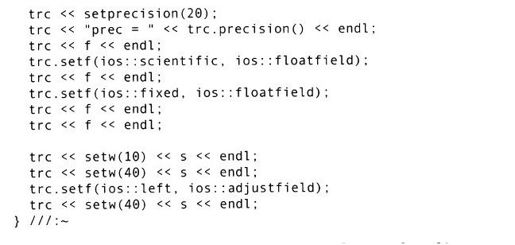 trc << setprecision(20);
trc << "prec = " << trc.precision() << endl;
trc << f << endl;
trc.setf(ios::scientific, ios::floatfield);
trc << f << endl;
trc.setf(ios::fixed, ios::floatfield);
trc << f << endl;
trc << f << endl;
trc << setw(10) << s << endl;
trc << setw(40) << s << endl;
trc.setf(ios::left, ios::adjustfield);
trc << setw(40) << s << endl;
} ///:~